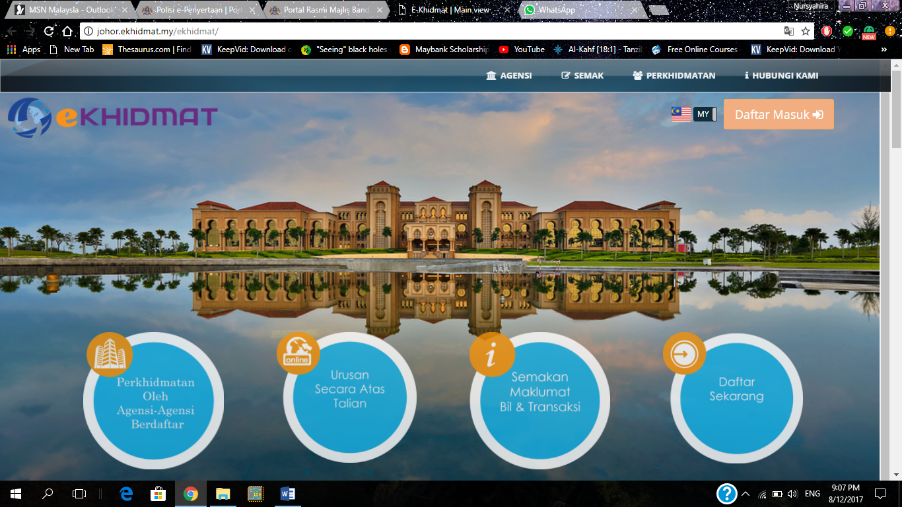 Nursyahira
MSN Malaysia - Outlook
Polisi e-Penyertaan | Por
Portal Rasmi Majlis Band
E-Khidmat | Main view
WhatsApp
johor.ekhidmat.my/ekhidmat/
Apps
New Tab
Thesaurus.com | Find
KeepVid: Download
"Seeing" black holes
Maybank Scholarship
YouTube
Al-Kahf [18:1] - Tanzil
Free Online Courses
KeepVid: Download V
AGENSI
SEMAK
PERKHIDMATAN
HUBUNGI KAMI
eKHIDMAT
MY
Daftar Masuk
Perkhidmatan
Oleh
Agensi-Agensi
Berdaftar
online
Urusan
Secara Atas
Talian
i
Semakan
Maklumat
Bil & Transaksi
Daftar
Sekarang
ENG
9:07 PM
8/12/2017